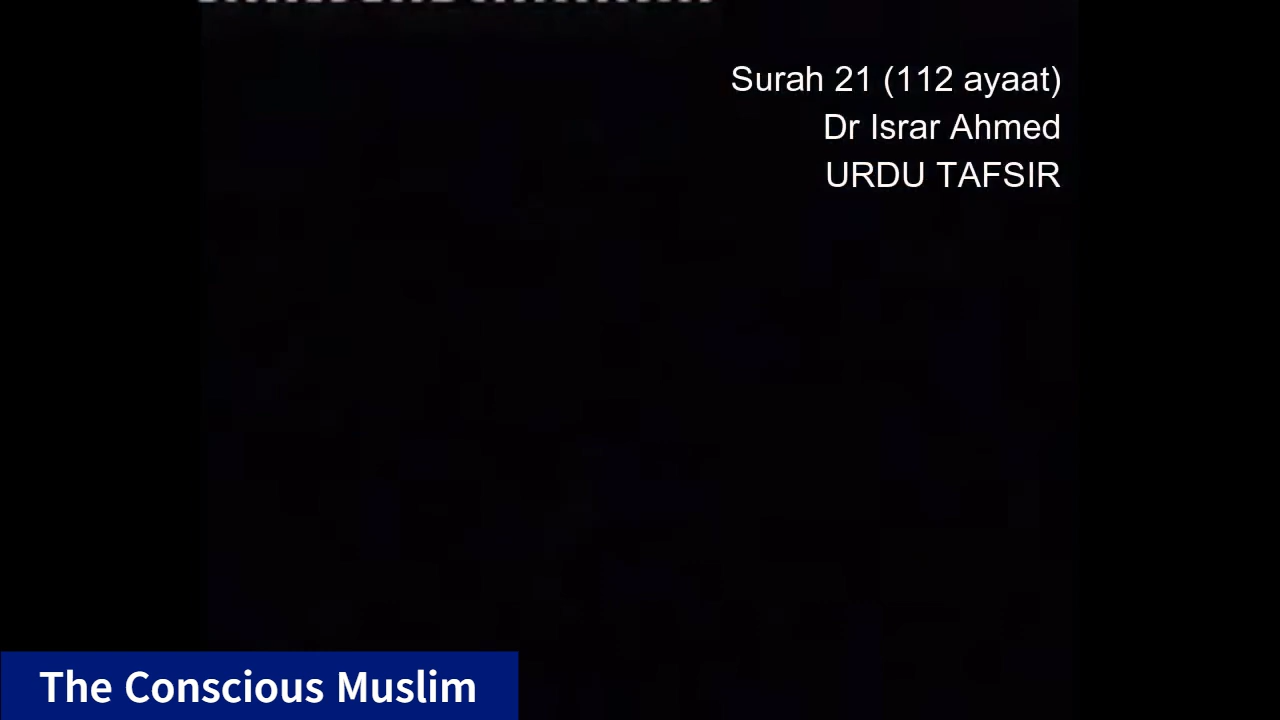 Surah 21 (112 ayaat)
Dr Israr Ahmed
URDU TAFSIR
The Conscious Muslim